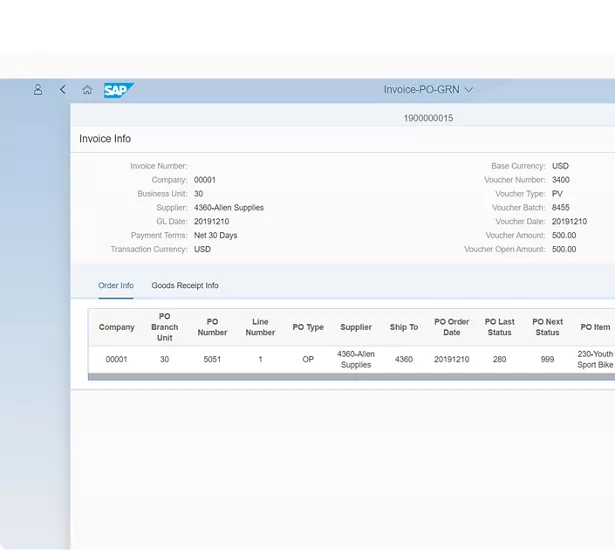 SAP
Invoice-PO-GRN
1900000015
Invoice Info
Invoice Number:
Company: 00001
Business Unit: 30
Supplier: 4360-Allen Supplies
GL Date: 20191210
Payment Terms: Net 30 Days
Transaction Currency: USD
Base Currency: USD
Voucher Number: 3400
Voucher Type: PV
Voucher Batch: 8455
Voucher Date: 20191210
Voucher Amount: 500.00
Voucher Open Amount: 500.00
Order Info Goods Receipt Info
Company PO Branch Unit PO Number Line Number PO Type Supplier Ship To PO Order Date PO Last Status PO Next Status PO Item
00001 30 5051 1 OP 4360-Allen Supplies 4360 20191210 280 999 230-Youth Sport Bike